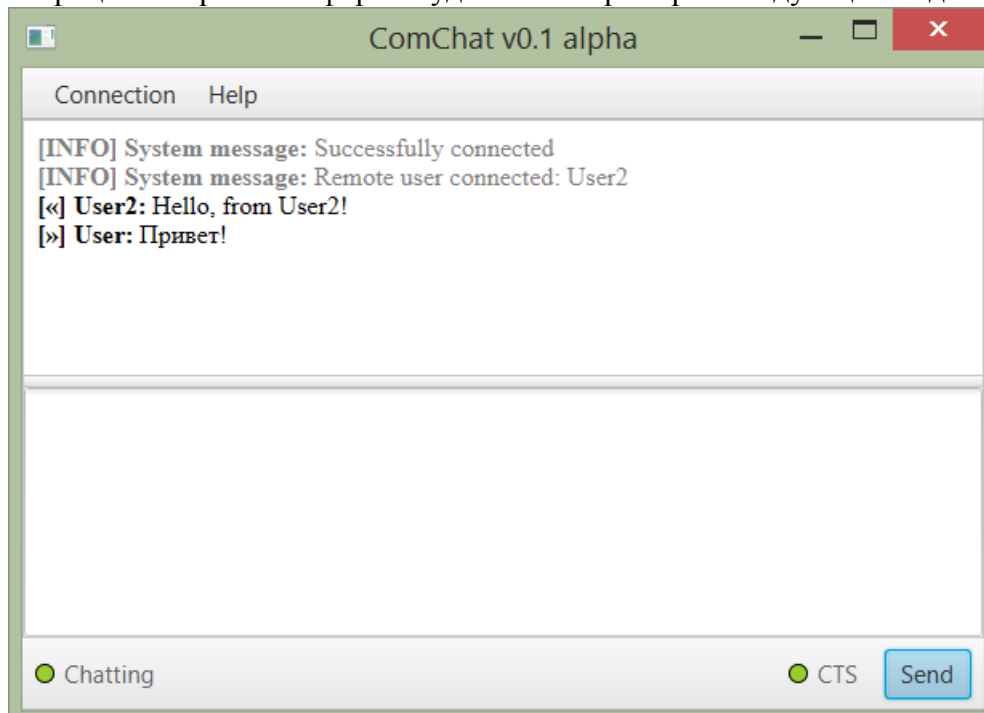 ComChat v0.1 alpha
Connection Help
[INFO] System message: Successfully connected
[INFO] System message: Remote user connected: User2
[«] User2: Hello, from User2!
[»] User: Привет!
Chatting CTS Send